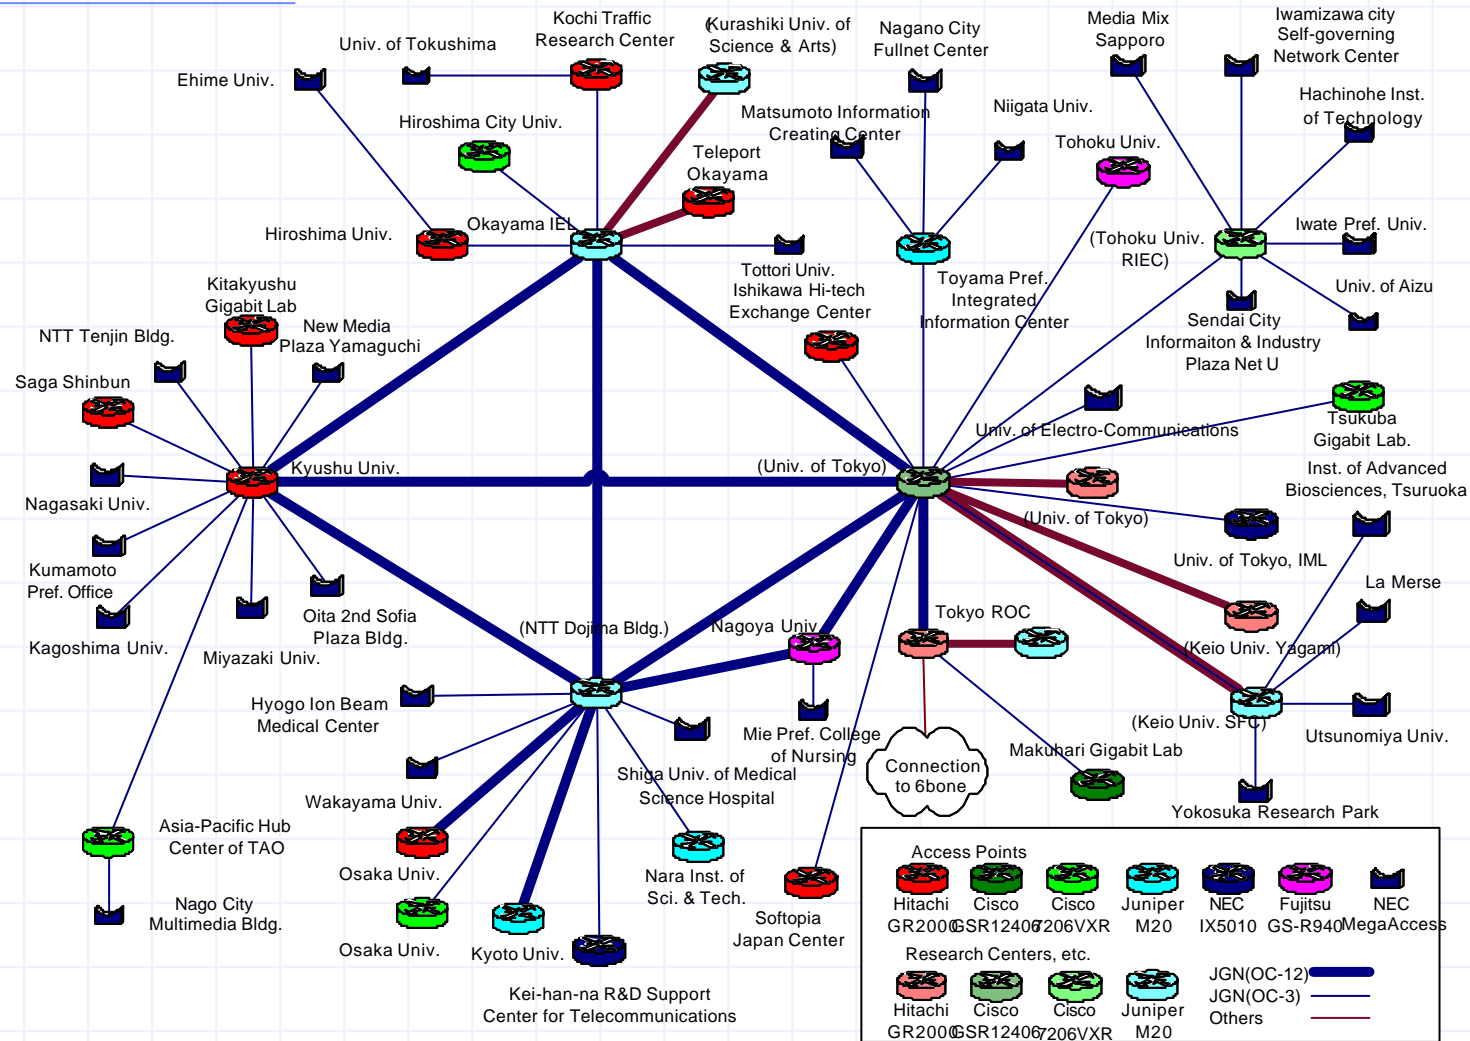 Kochi Traffic
Research Center
(Kurashiki Univ. of
Science & Arts)
Nagano City
Fullnet Center
Media Mix
Sapporo
Iwamizawa city
Self-governing
Network Center
Univ. of Tokushima
Ehime Univ.
Hachinohe Inst.
of Technology
Matsumoto Information
Creating Center
Niigata Univ.
Hiroshima City Univ.
Teleport
Okayama
Tohoku Univ.
Okayama IEL
Hiroshima Univ.
Iwate Pref. Univ.
(Tohoku Univ.
RIEC)
Tottori Univ.
Ishikawa Hi-tech
Exchange Center
Toyama Pref.
Integrated
Information Center
Univ. of Aizu
Kitakyushu
Gigabit Lab
New Media
Plaza Yamaguchi
NTT Tenjin Bldg.
Sendai City
Informaiton & Industry
Plaza Net U
Saga Shinbun
Univ. of Electro-Communications
Tsukuba
Gigabit Lab.
Kyushu Univ.
(Univ. of Tokyo)
Inst. of Advanced
Biosciences, Tsuruoka
Nagasaki Univ.
(Univ. of Tokyo)
Univ. of Tokyo, IML
Kumamoto
Pref. Office
La Merse
Oita 2nd Sofia
Plaza Bldg.
Tokyo ROC
(NTT Dojima Bldg.)
Nagoya Univ.
Kagoshima Univ.
Miyazaki Univ.
(Keio Univ. Yagami)
Hyogo Ion Beam
Medical Center
(Keio Univ. SFC)
Utsunomiya Univ.
Mie Pref. College
of Nursing
Makuhari Gigabit Lab
Connection
to 6bone
Shiga Univ. of Medical
Science Hospital
Wakayama Univ.
Yokosuka Research Park
Asia-Pacific Hub
Center of TAO
Osaka Univ.
Nara Inst. of
Sci. & Tech.
Nago City
Multimedia Bldg.
Softopia
Japan Center
Osaka Univ.
Kyoto Univ.
Kei-han-na R&D Support
Center for Telecommunications
Access Points
Hitachi
GR2000
Cisco
GSR12406
Cisco
7206VXR
Juniper
M20
NEC
IX5010
Fujitsu
GS-R940
NEC
MegaAccess
Research Centers, etc.
Hitachi
GR2000
Cisco
GSR12406
Cisco
7206VXR
Juniper
M20
JGN(OC-12)
JGN(OC-3)
Others